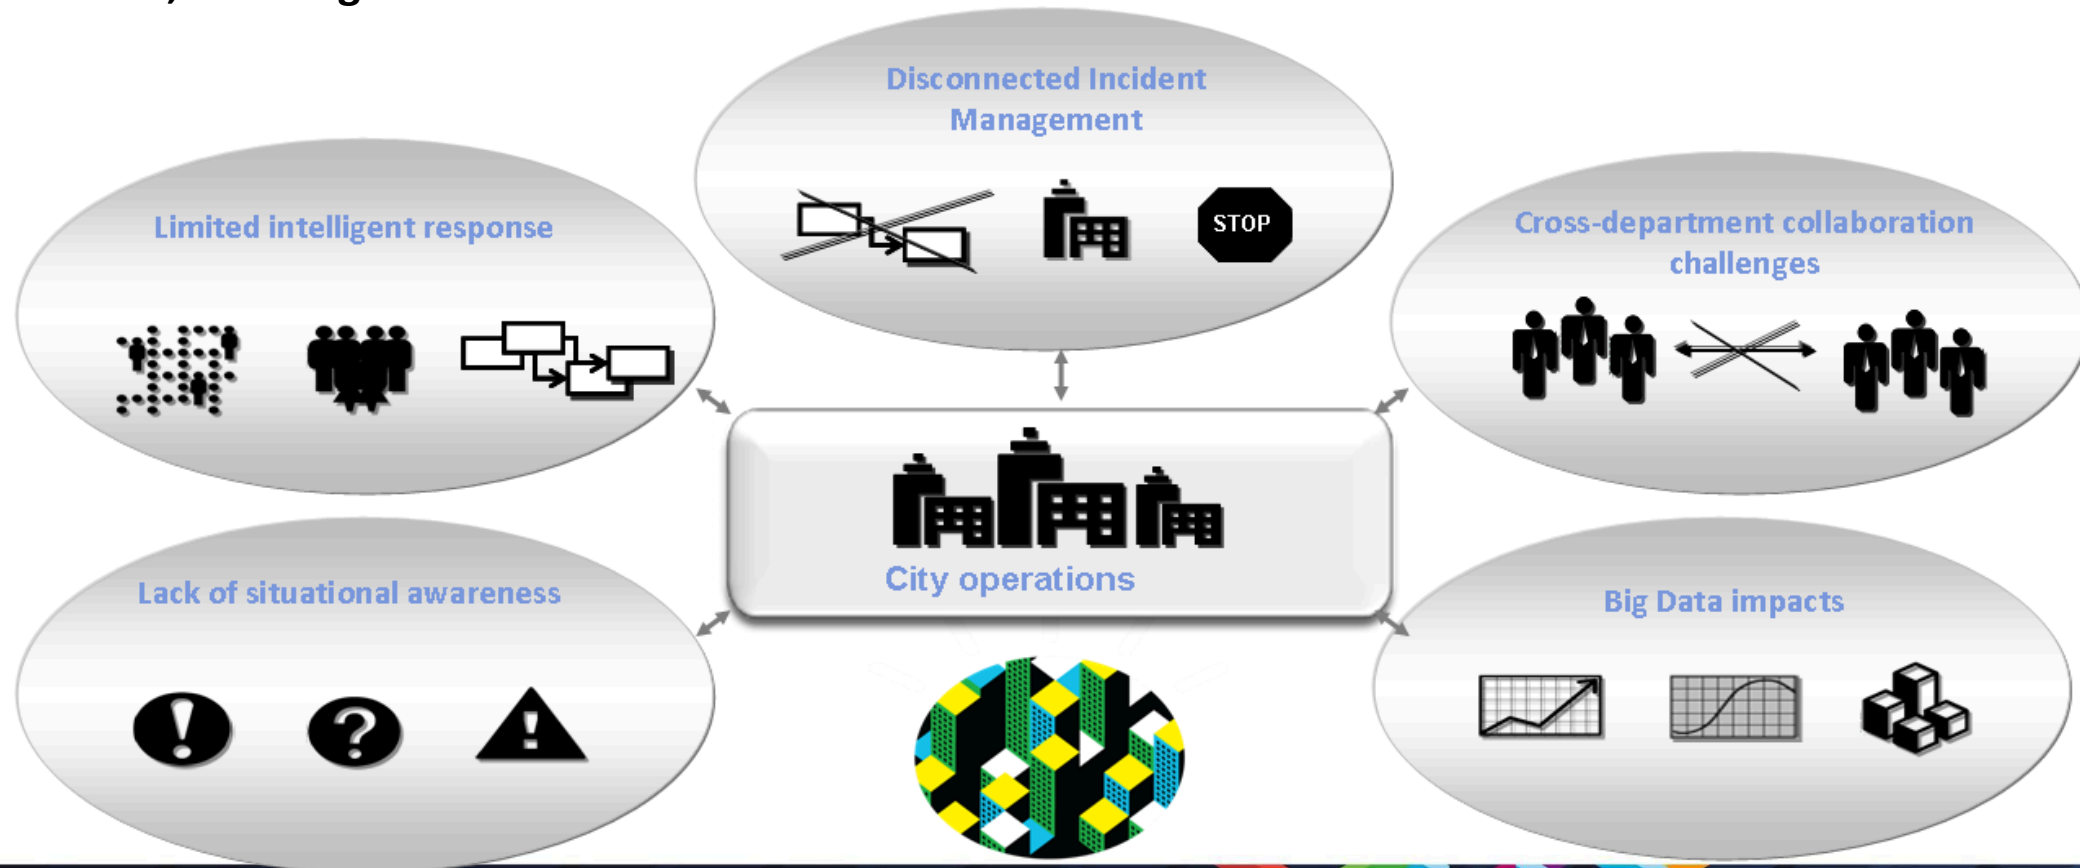 Disconnected Incident
Management
Limited intelligent response
STOP
Cross-department collaboration
challenges
City operations
Lack of situational awareness
Big Data impacts